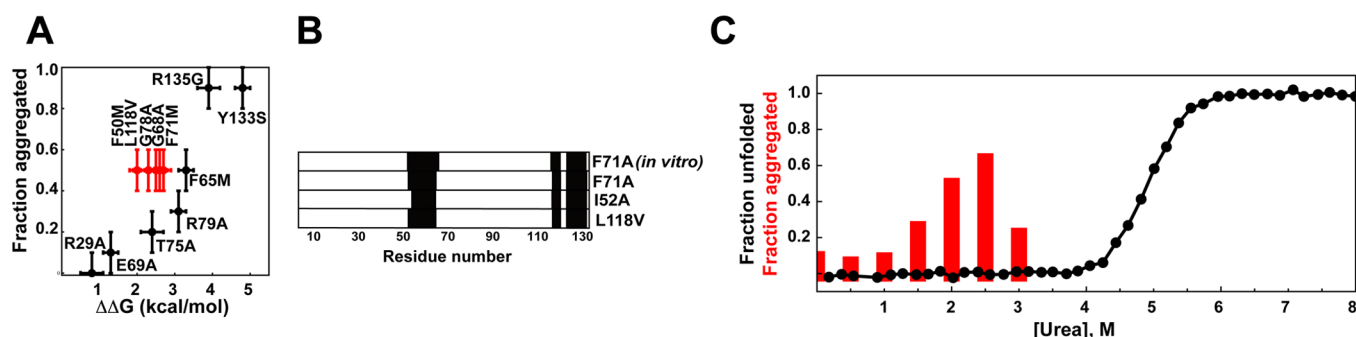 A
Fraction aggregated
1.0
0.8
0.6
0.4
0.2
0
R135G
Y133S
F50M
L118V
G78A
G68A
F71M
F65M
R79A
T75A
R29A
E69A
1 2 3 4 5
ΔΔG (kcal/mol)
B
F71A (in vitro)
F71A
I52A
L118V
10 30 50 70 90 110 130
Residue number
C
Fraction unfolded
Fraction aggregated
1.0
0.8
0.6
0.4
0.2
1 2 3 4 5 6 7 8
[Urea], M